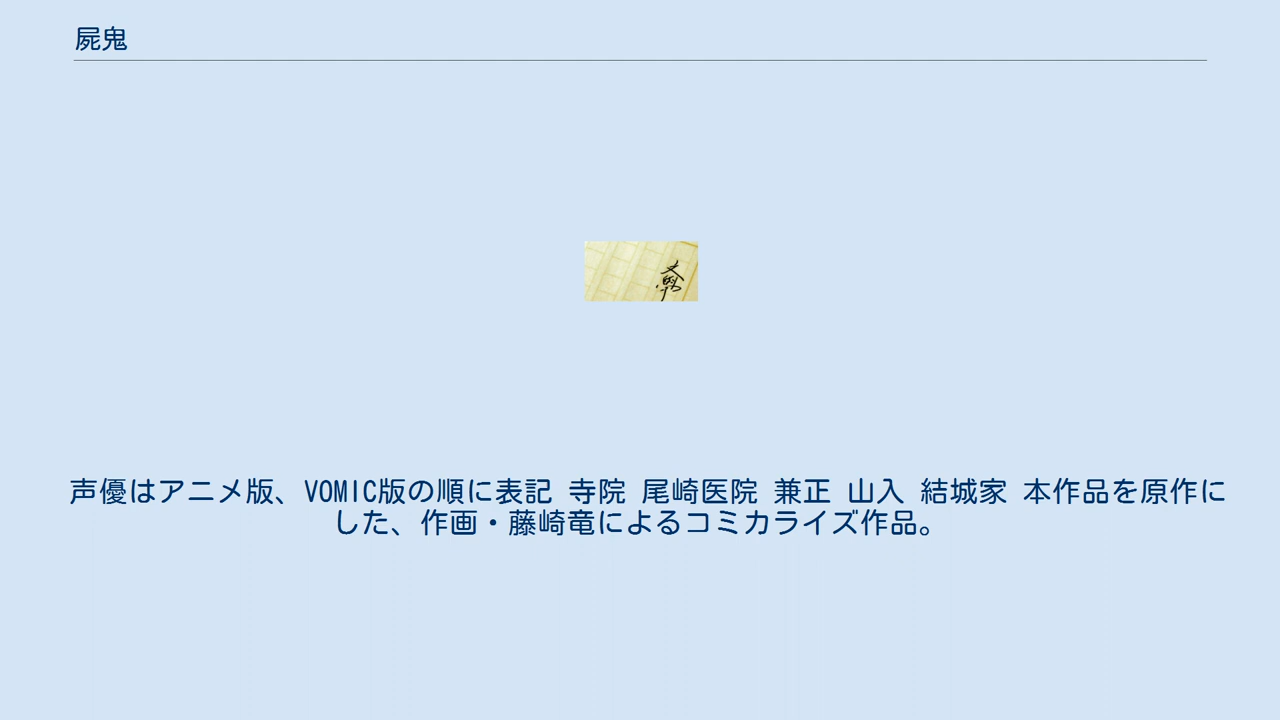 屍鬼
声優はアニメ版、VOMIC版の順に表記 寺院 尾崎医院 兼正 山入 結城家 本作品を原作に
した、作画・藤崎竜によるコミカライズ作品。